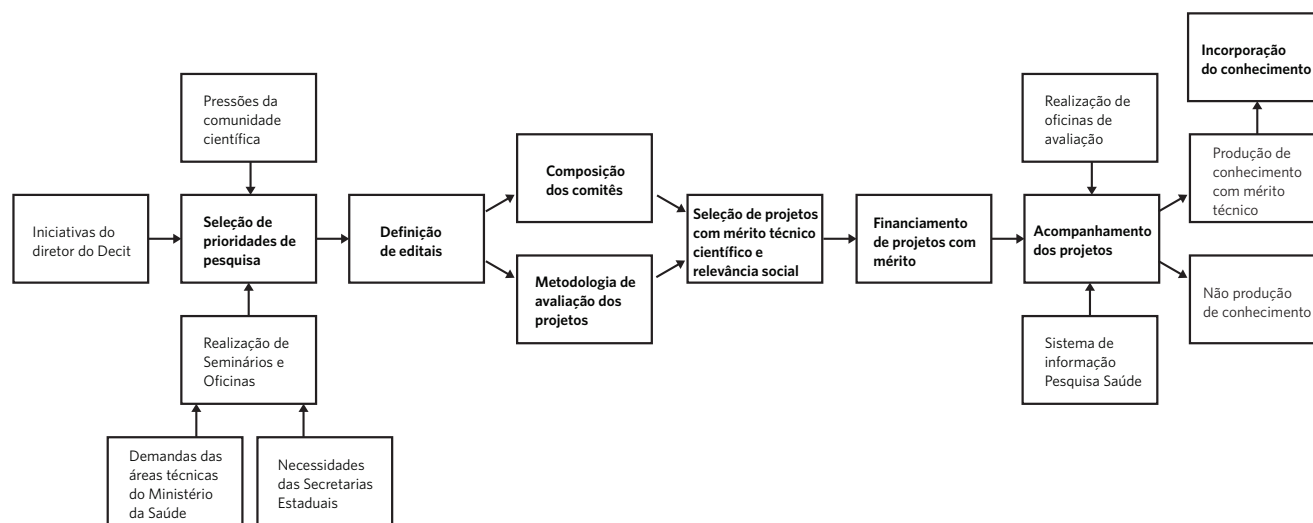 Incorporação
do conhecimento
Pressões da
comunidade
científica
Realização de
oficinas de
avaliação
Produção de
conhecimento
com mérito
técnico
Composição
dos comitês
Iniciativas do
diretor do Decit
Seleção de
prioridades de
pesquisa
Definição
de editais
Seleção de projetos
com mérito técnico
científico e
relevância social
Financiamento
de projetos com
mérito
Acompanhamento
dos projetos
Metodologia de
avaliação dos
projetos
Não produção
de conhecimento
Realização de
Seminários e
Oficinas
Sistema de
informação
Pesquisa Saúde
Demandas das
áreas técnicas
do Ministério
da Saúde
Necessidades
das Secretarias
Estaduais